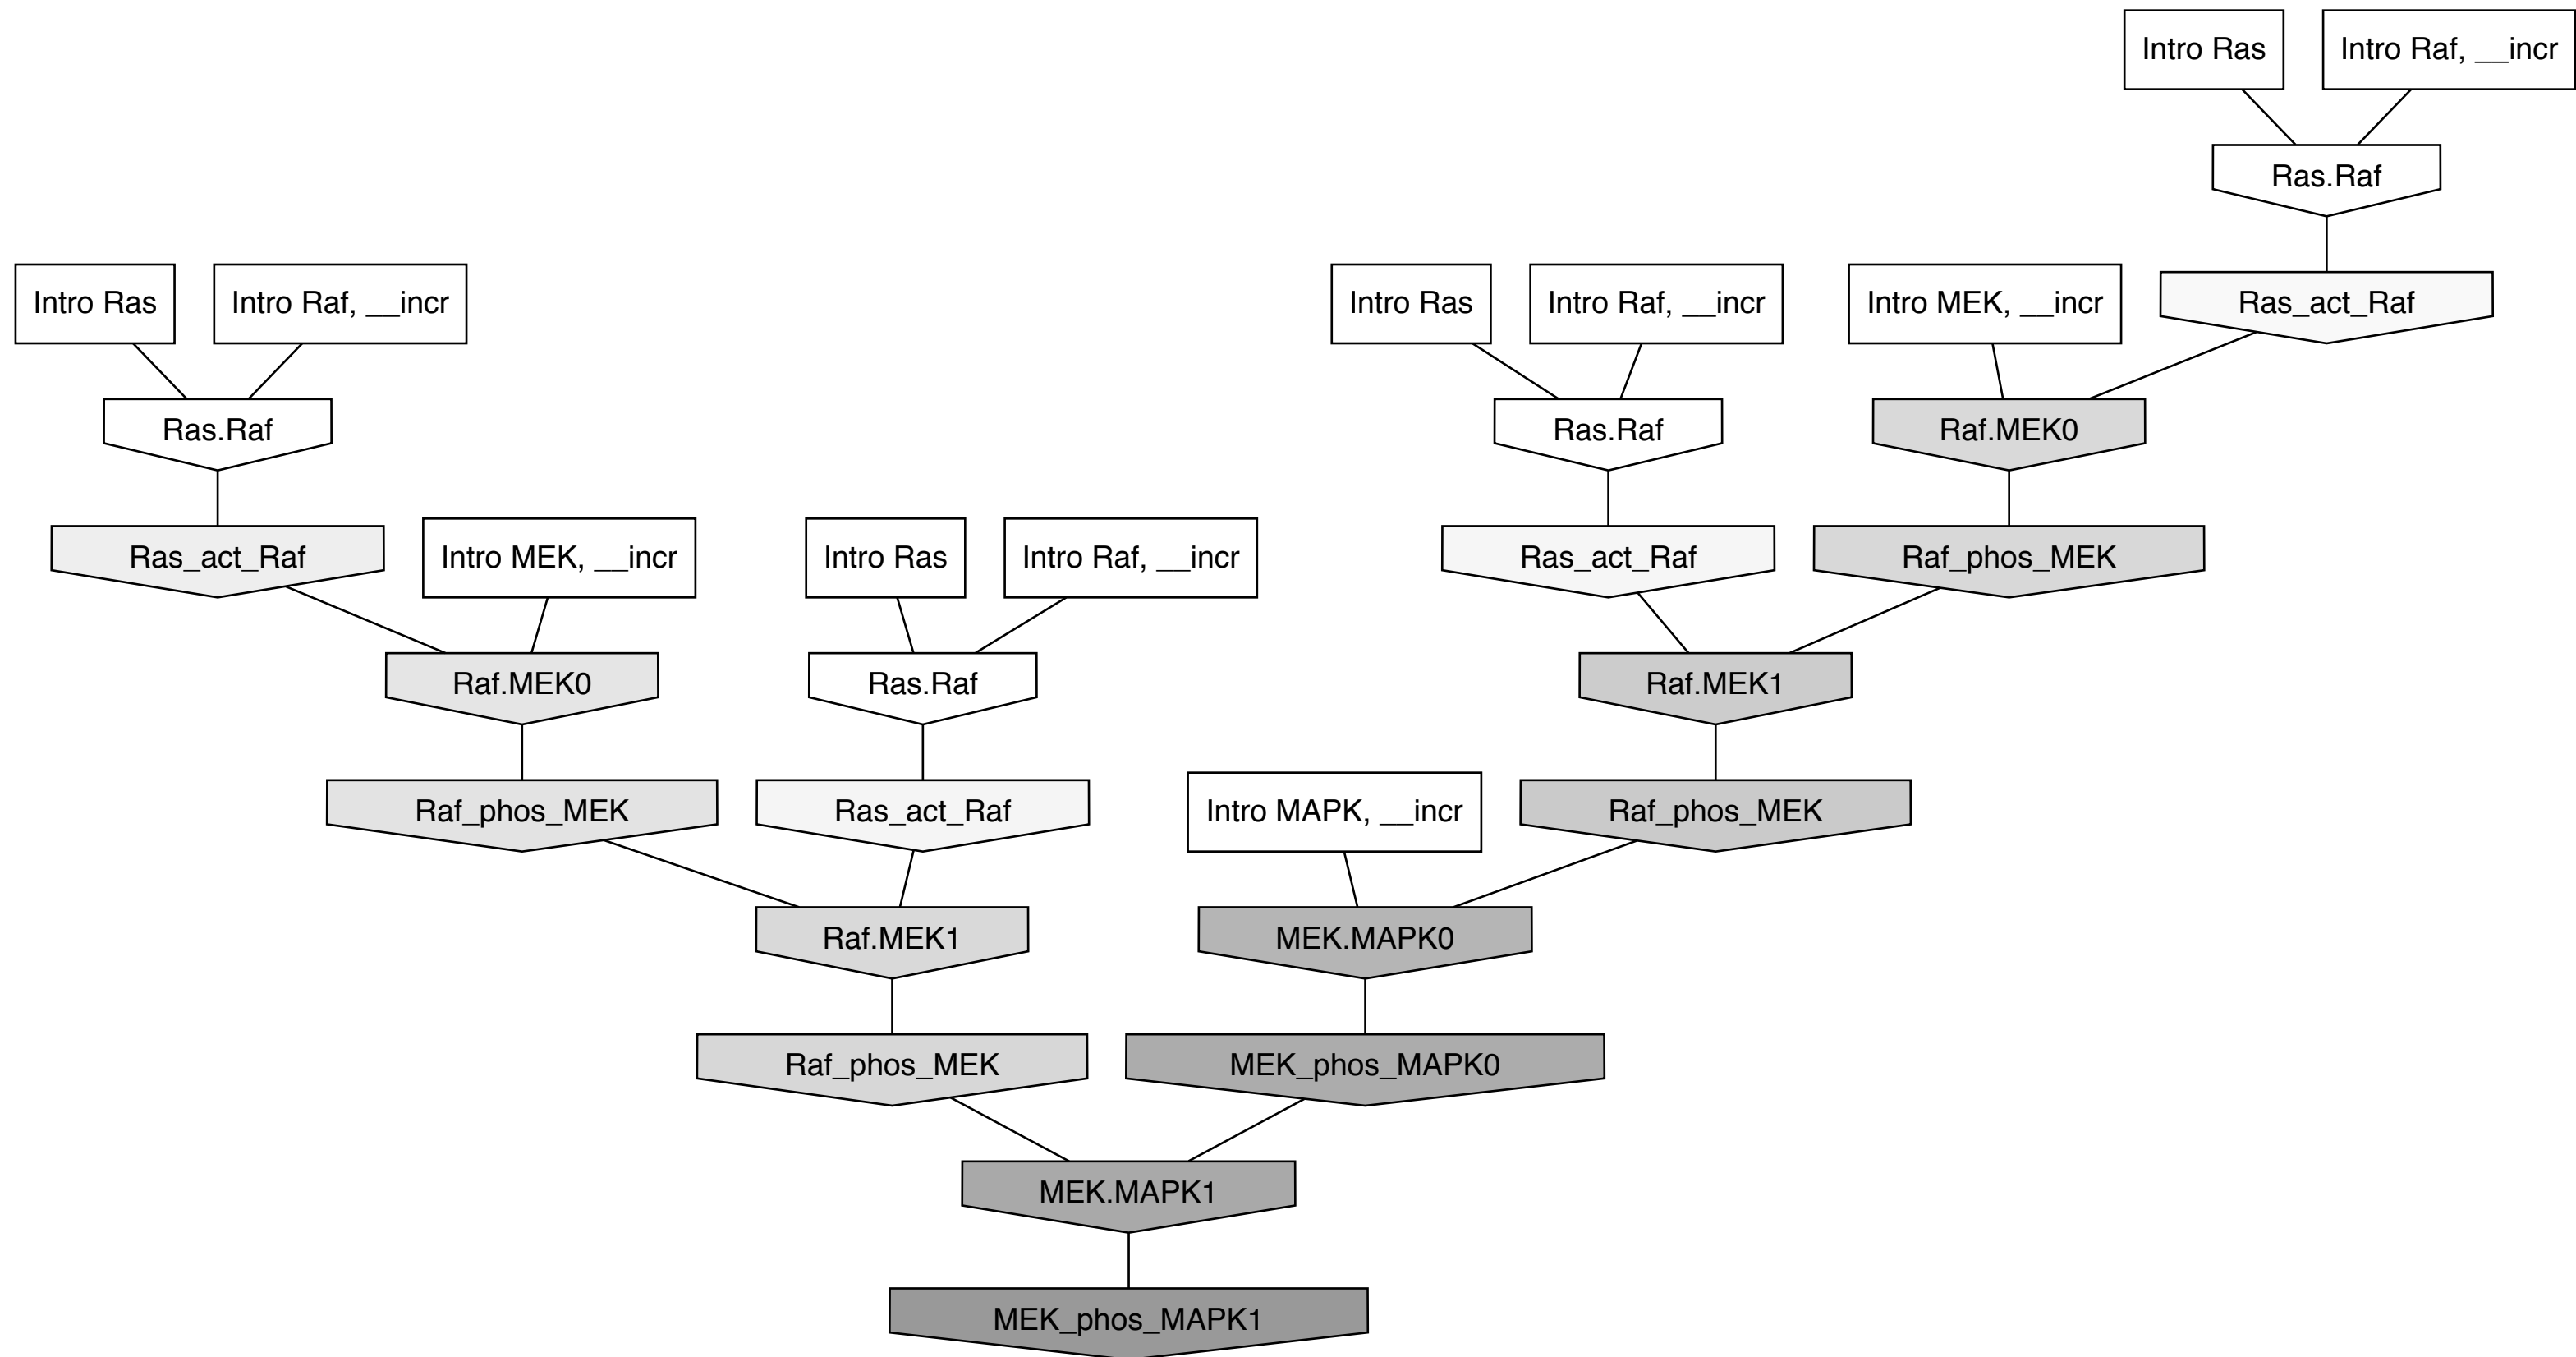 Intro Ras
Intro Raf, __incr
Ras.Raf
Intro Ras
Intro Raf, __incr
Intro Ras
Intro Raf, __incr
Intro MEK, __incr
Ras_act_Raf
Ras.Raf
Ras.Raf
Raf.MEK0
Ras_act_Raf
Intro MEK, __incr
Intro Ras
Intro Raf, __incr
Ras_act_Raf
Raf_phos_MEK
Raf.MEK0
Ras.Raf
Raf.MEK1
Raf_phos_MEK
Ras_act_Raf
Intro MAPK, __incr
Raf_phos_MEK
Raf.MEK1
MEK.MAPK0
Raf_phos_MEK
MEK_phos_MAPK0
MEK.MAPK1
MEK_phos_MAPK1